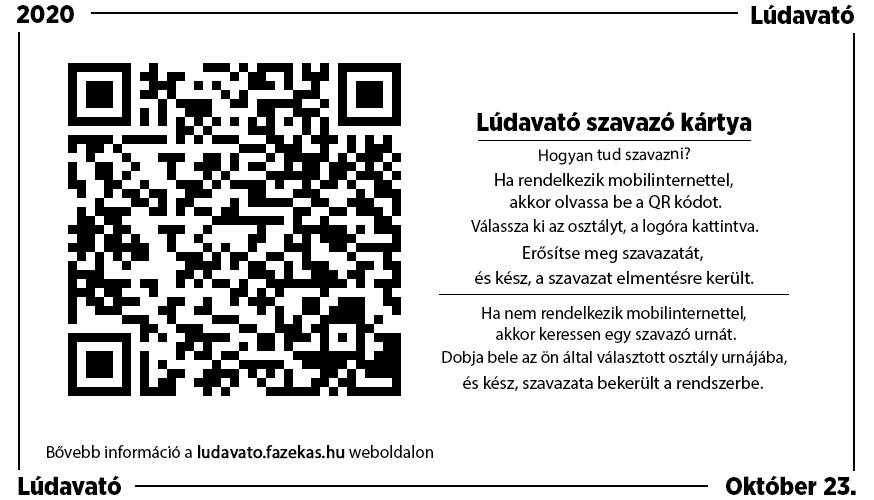 2020
Lúdavató
Lúdavató szavazó kártya
Hogyan tud szavazni?
Ha rendelkezik mobilinternettel,
akkor olvassa be a QR kódot.
Válassza ki az osztályt, a logóra kattintva.
Erősítse meg szavazatát,
és kész, a szavazat elmentésre került.
Ha nem rendelkezik mobilinternettel,
akkor keressen egy szavazó urnát.
Dobja bele az ön által választott osztály urnájába,
és kész, szavazata bekerült a rendszerbe.
Bővebb információ a ludavato.fazekas.hu weboldalon
Lúdavató
Október 23.